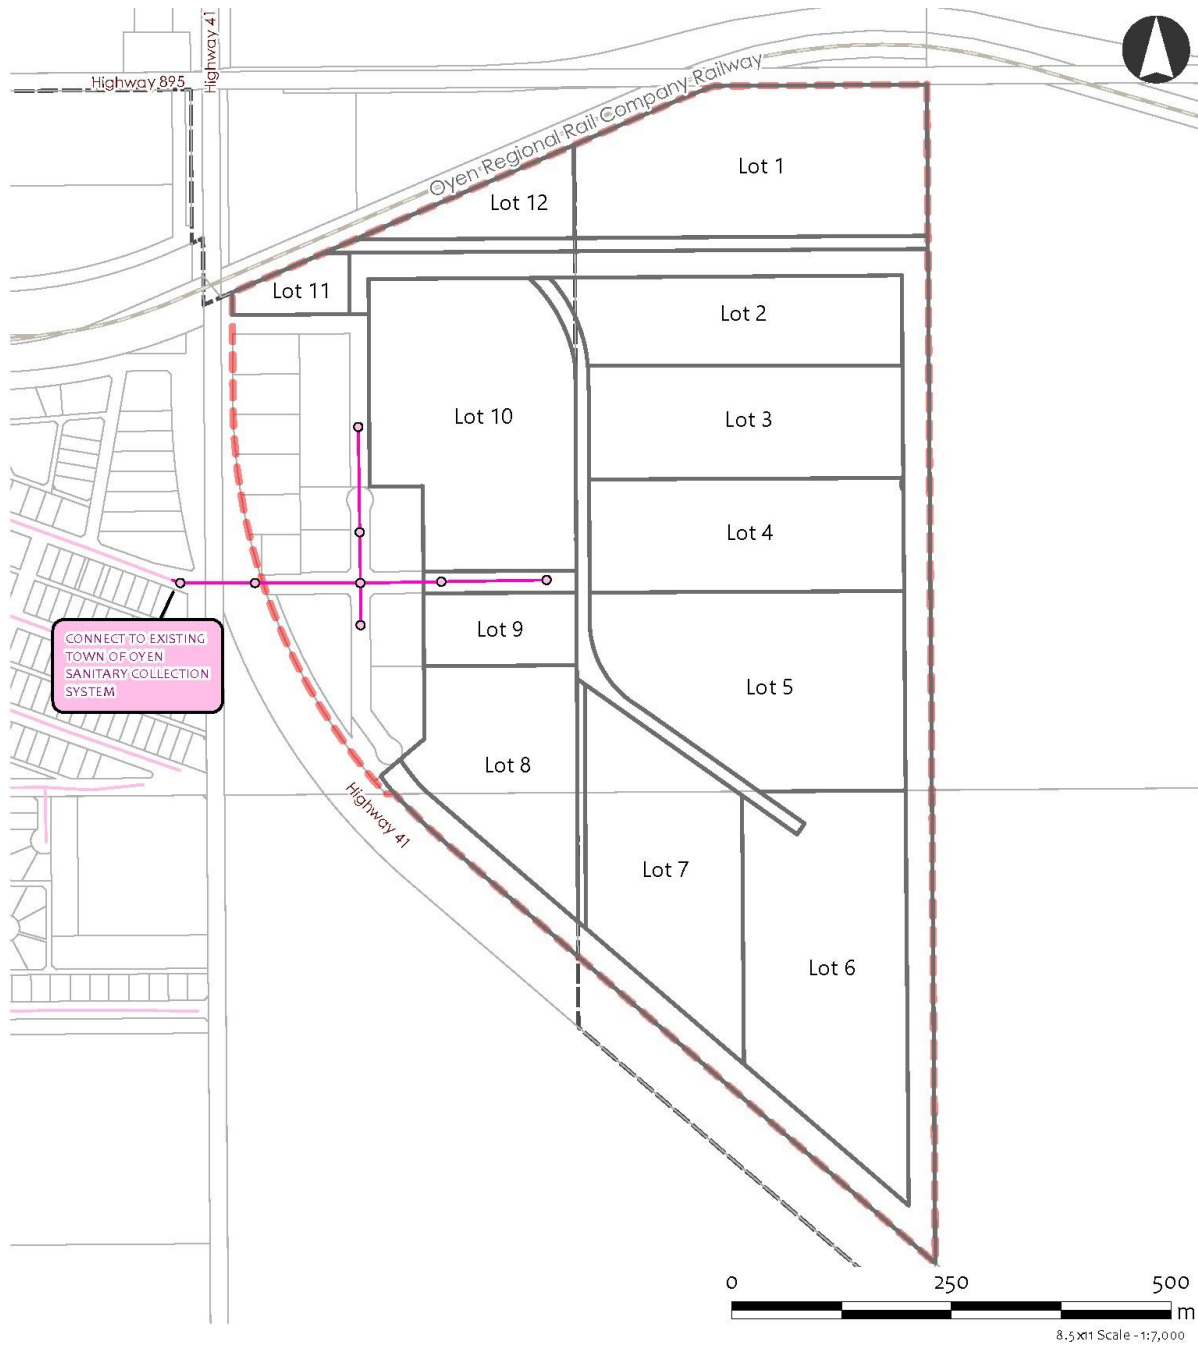 Highway 41
Highway 895
Oyen Regional Rail Company Railway
Lot 1
Lot 12
Lot 11
Lot 2
Lot 10
Lot 3
Lot 4
Lot 9
CONNECT TO EXISTING
TOWN OF OYEN
SANITARY COLLECTION
SYSTEM
Lot 5
Lot 8
Highway 41
Lot 7
Lot 6
0 250 500
m
8.5x11 Scale - 1:7,000